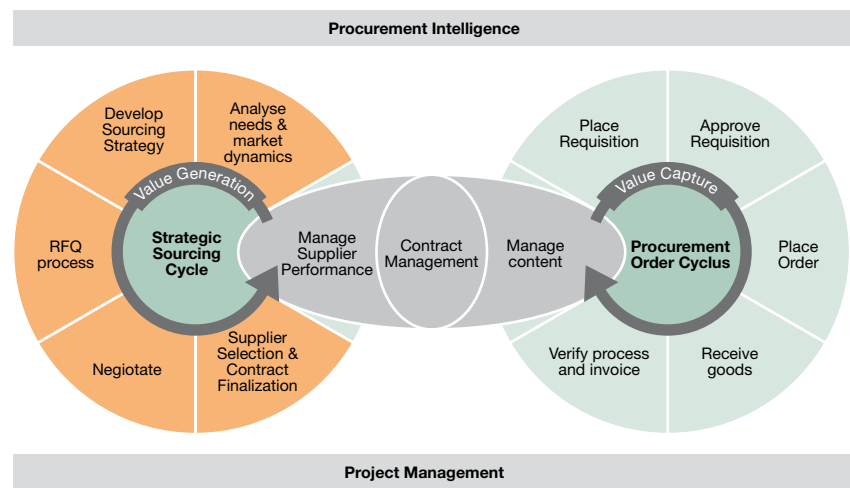 Procurement Intelligence
Develop
Sourcing
Strategy
Analyse
needs &
market
dynamics
Value Generation
RFQ
process
Strategic
Sourcing
Cycle
Negiotate
Supplier
Selection &
Contract
Finalization
Manage
Supplier
Performance
Contract
Management
Manage
content
Place
Requisition
Approve
Requisition
Value Capture
Procurement
Order Cyclus
Place
Order
Verify process
and invoice
Receive
goods
Project Management